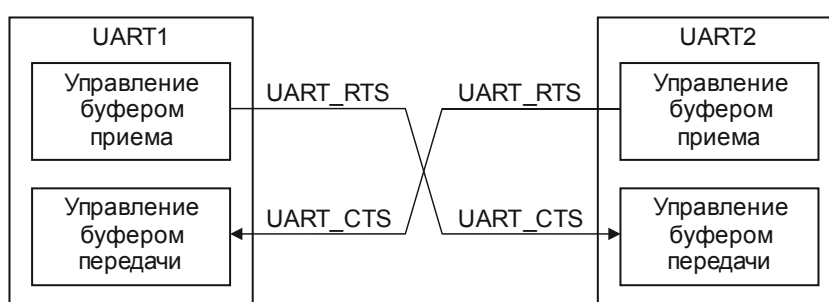 UART1
UART2
Управление
буфером
приема
UART_RTS
UART_RTS
Управление
буфером
приема
Управление
буфером
передачи
UART_CTS
UART_CTS
Управление
буфером
передачи